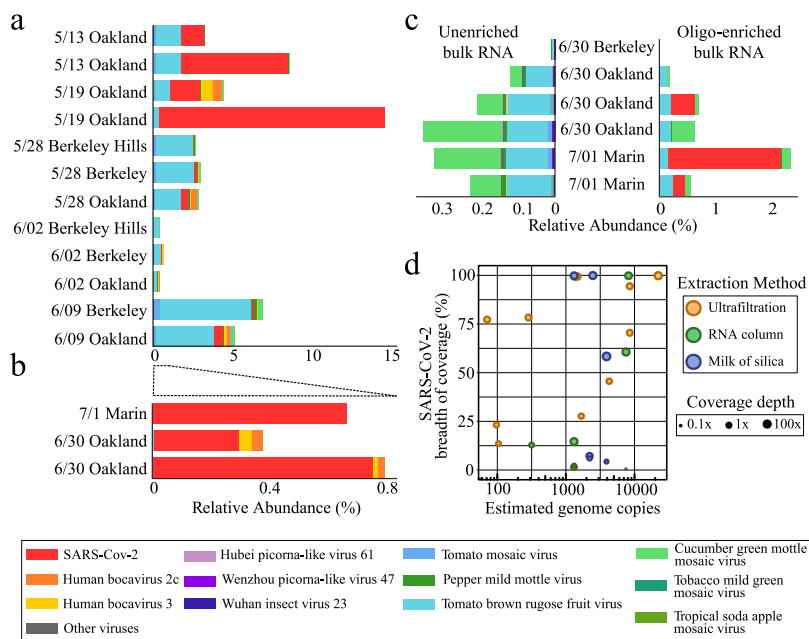 a
5/13 Oakland
5/13 Oakland
5/19 Oakland
5/19 Oakland
5/28 Berkeley Hills
5/28 Berkeley
5/28 Oakland
6/02 Berkeley Hills
6/02 Berkeley
6/02 Oakland
6/09 Berkeley
6/09 Oakland
0 5 10 15
b
7/1 Marin
6/30 Oakland
6/30 Oakland
0 0.4 0.8
Relative Abundance (%)
c
Unenriched bulk RNA
Oligo-enriched bulk RNA
6/30 Berkeley
6/30 Oakland
6/30 Oakland
6/30 Oakland
7/01 Marin
7/01 Marin
0.3 0.2 0.1 0
0 1 2
Relative Abundance (%)
d
SARS-CoV-2 breadth of coverage (%)
100
75
50
25
0
100 1000 10000
Estimated genome copies
Extraction Method
Ultrafiltration
RNA column
Milk of silica
Coverage depth
0.1x 1x 100x
SARS-Cov-2
Human bocavirus 2c
Human bocavirus 3
Other viruses
Hubei picorna-like virus 61
Wenzhou picorna-like virus 47
Wuhan insect virus 23
Tomato mosaic virus
Pepper mild mottle virus
Tomato brown rugose fruit virus
Cucumber green mottle mosaic virus
Tobacco mild green mosaic virus
Tropical soda apple mosaic virus